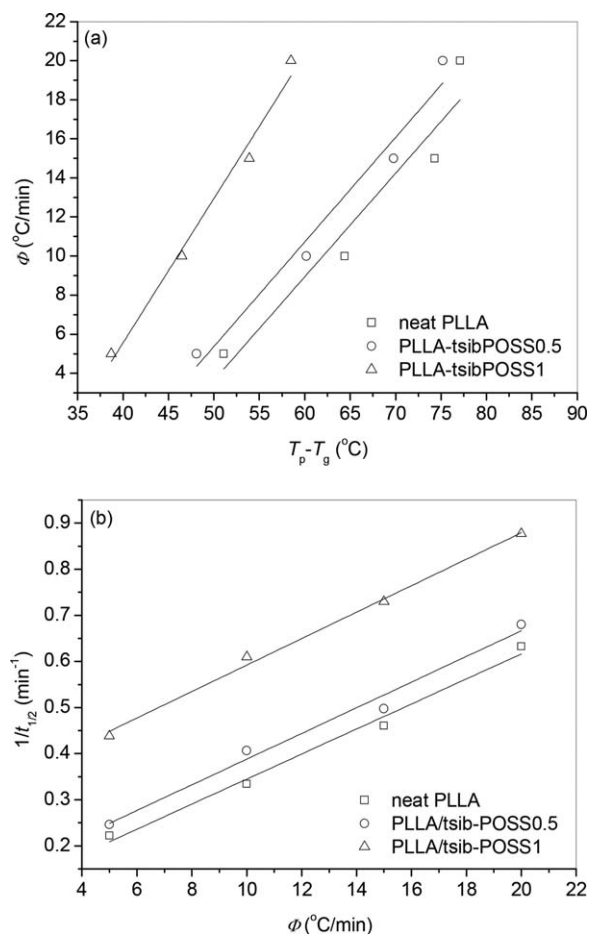 (a)
20
18
16
14
12
10
8
6
4
Φ (°C/min)
neat PLLA
PLLA-tsibPOSS0.5
PLLA-tsibPOSS1
35 40 45 50 55 60 65 70 75 80 85 90
Tp-Tg (°C)
(b)
0.9
0.8
0.7
0.6
0.5
0.4
0.3
0.2
1/t1/2 (min-1)
neat PLLA
PLLA/tsib-POSS0.5
PLLA/tsib-POSS1
4 6 8 10 12 14 16 18 20 22
Φ (°C/min)